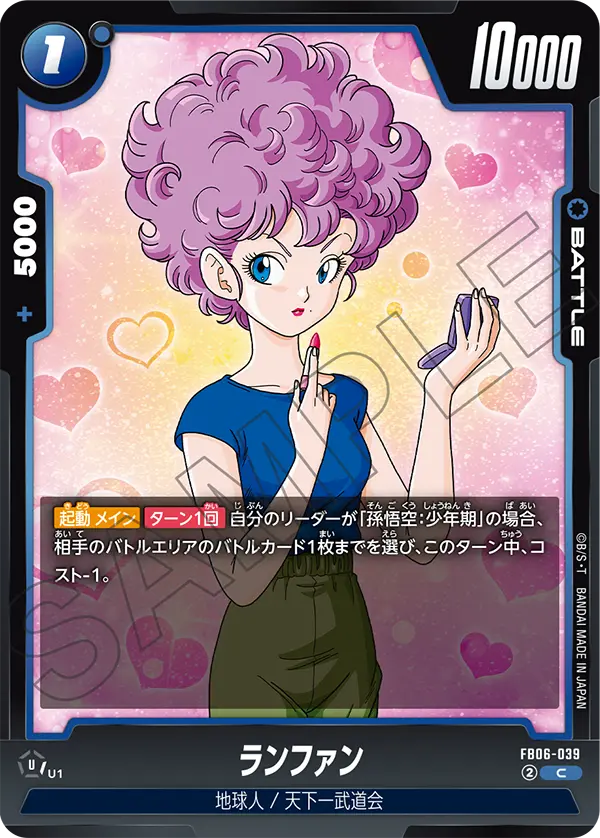 1
10000
+ 5000
BATTLE
SAMPLE
起動 メイン ターン1回 自分のリーダーが「孫悟空:少年期」の場合、
相手のバトルエリアのバトルカード1枚までを選び、このターン中、コ
スト-1。
©B/S・T BANDAI MADE IN JAPAN
U U1
ランファン
FB06-039
② C
地球人 / 天下一武道会